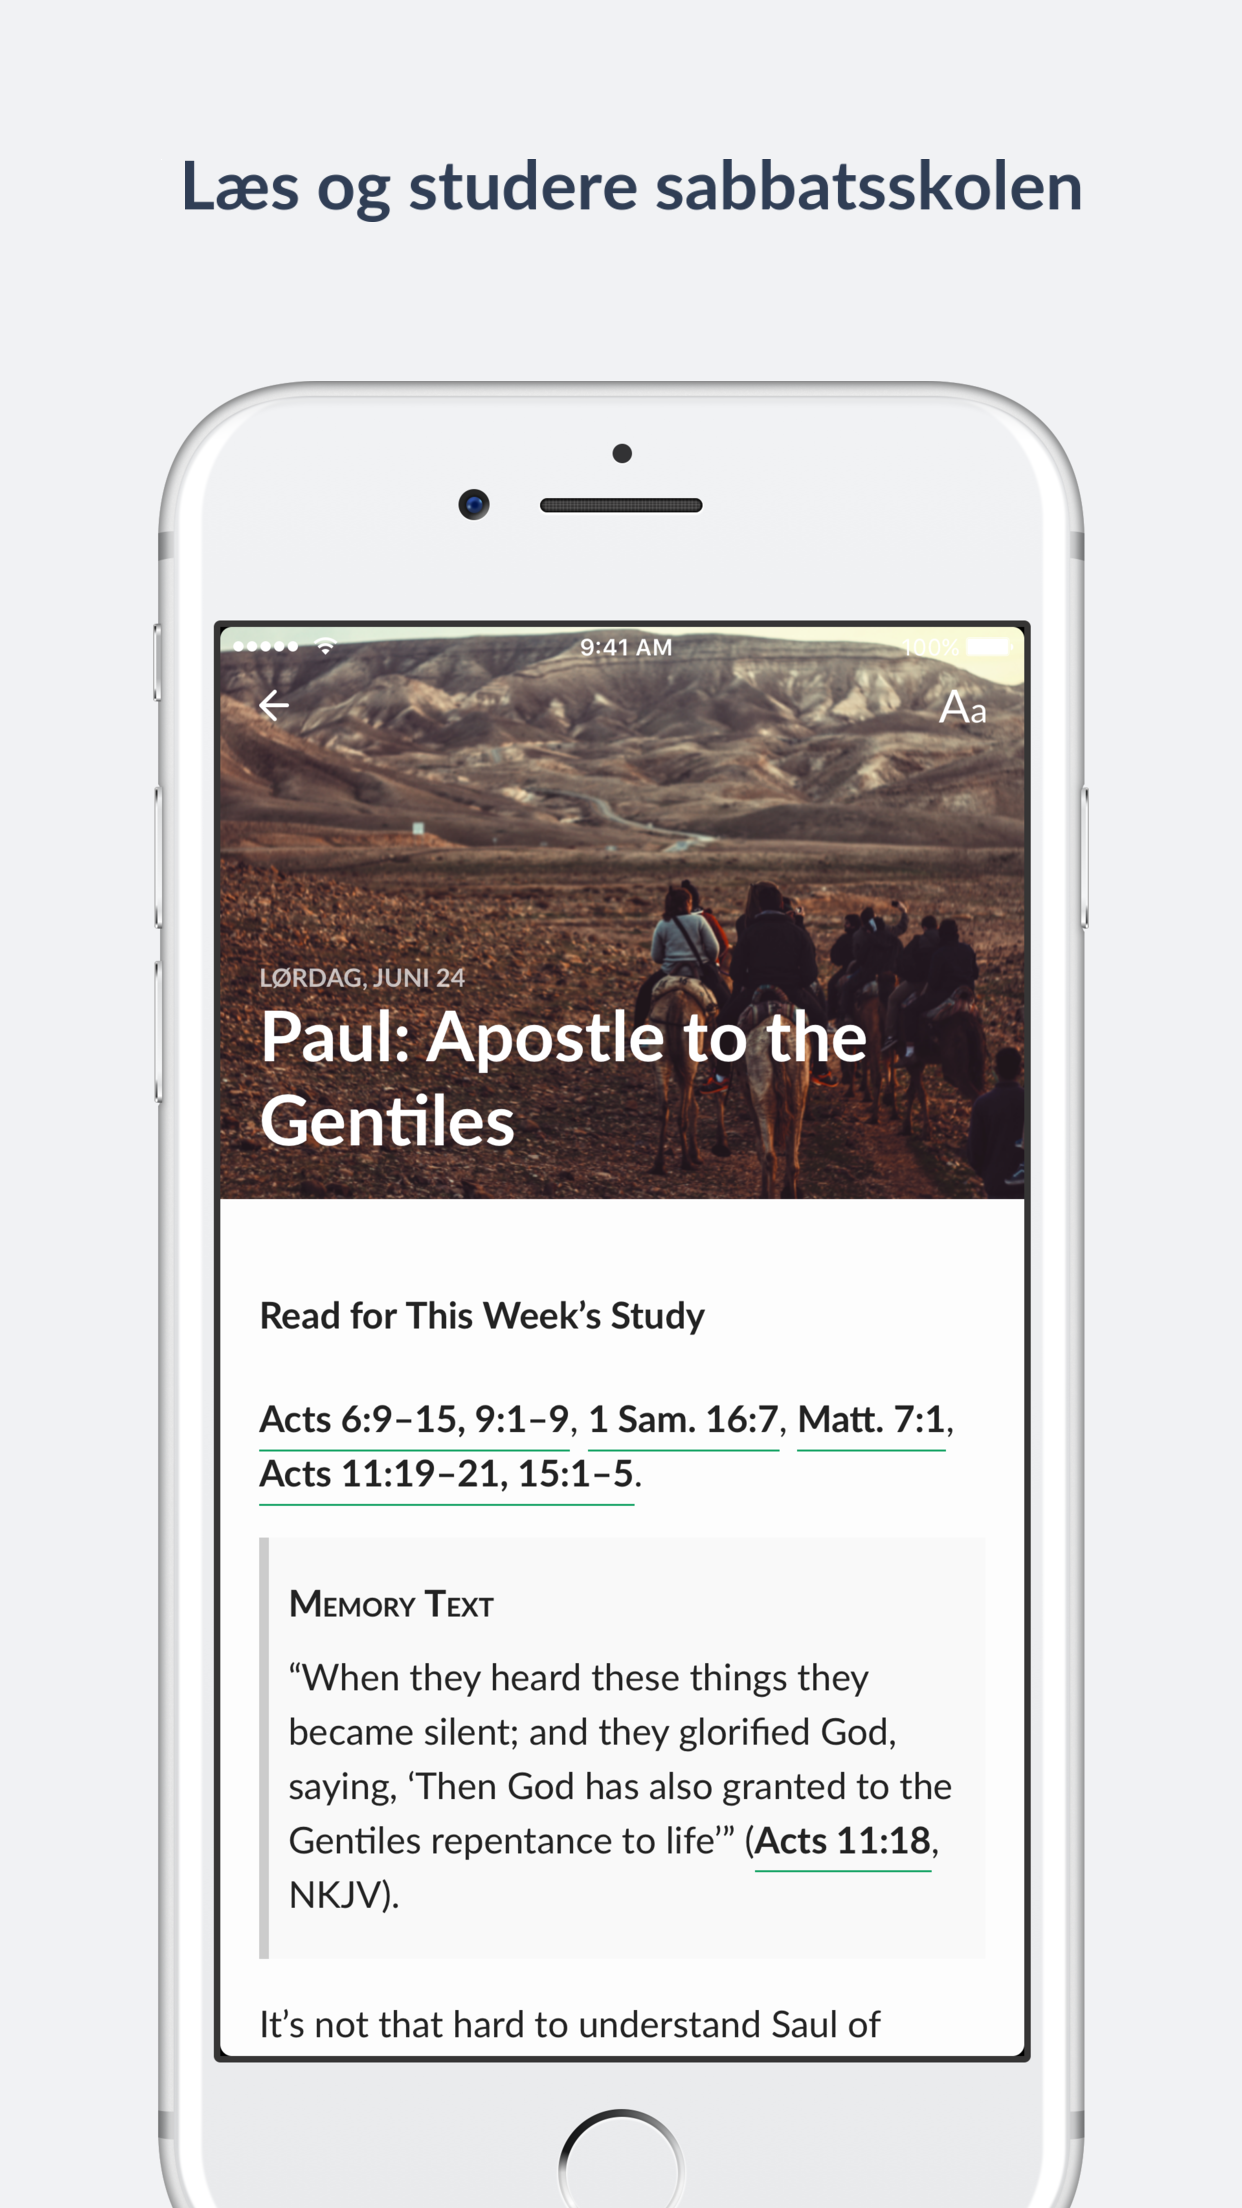 Læs og studere sabbatsskolen
9:41 AM
100%
Aa
LØRDAG, JUNI 24
Paul: Apostle to the
Gentiles
Read for This Week’s Study
Acts 6:9–15, 9:1–9, 1 Sam. 16:7, Matt. 7:1,
Acts 11:19–21, 15:1–5.
Memory Text
“When they heard these things they
became silent; and they glorified God,
saying, ‘Then God has also granted to the
Gentiles repentance to life’” (Acts 11:18,
NKJV).
It’s not that hard to understand Saul of